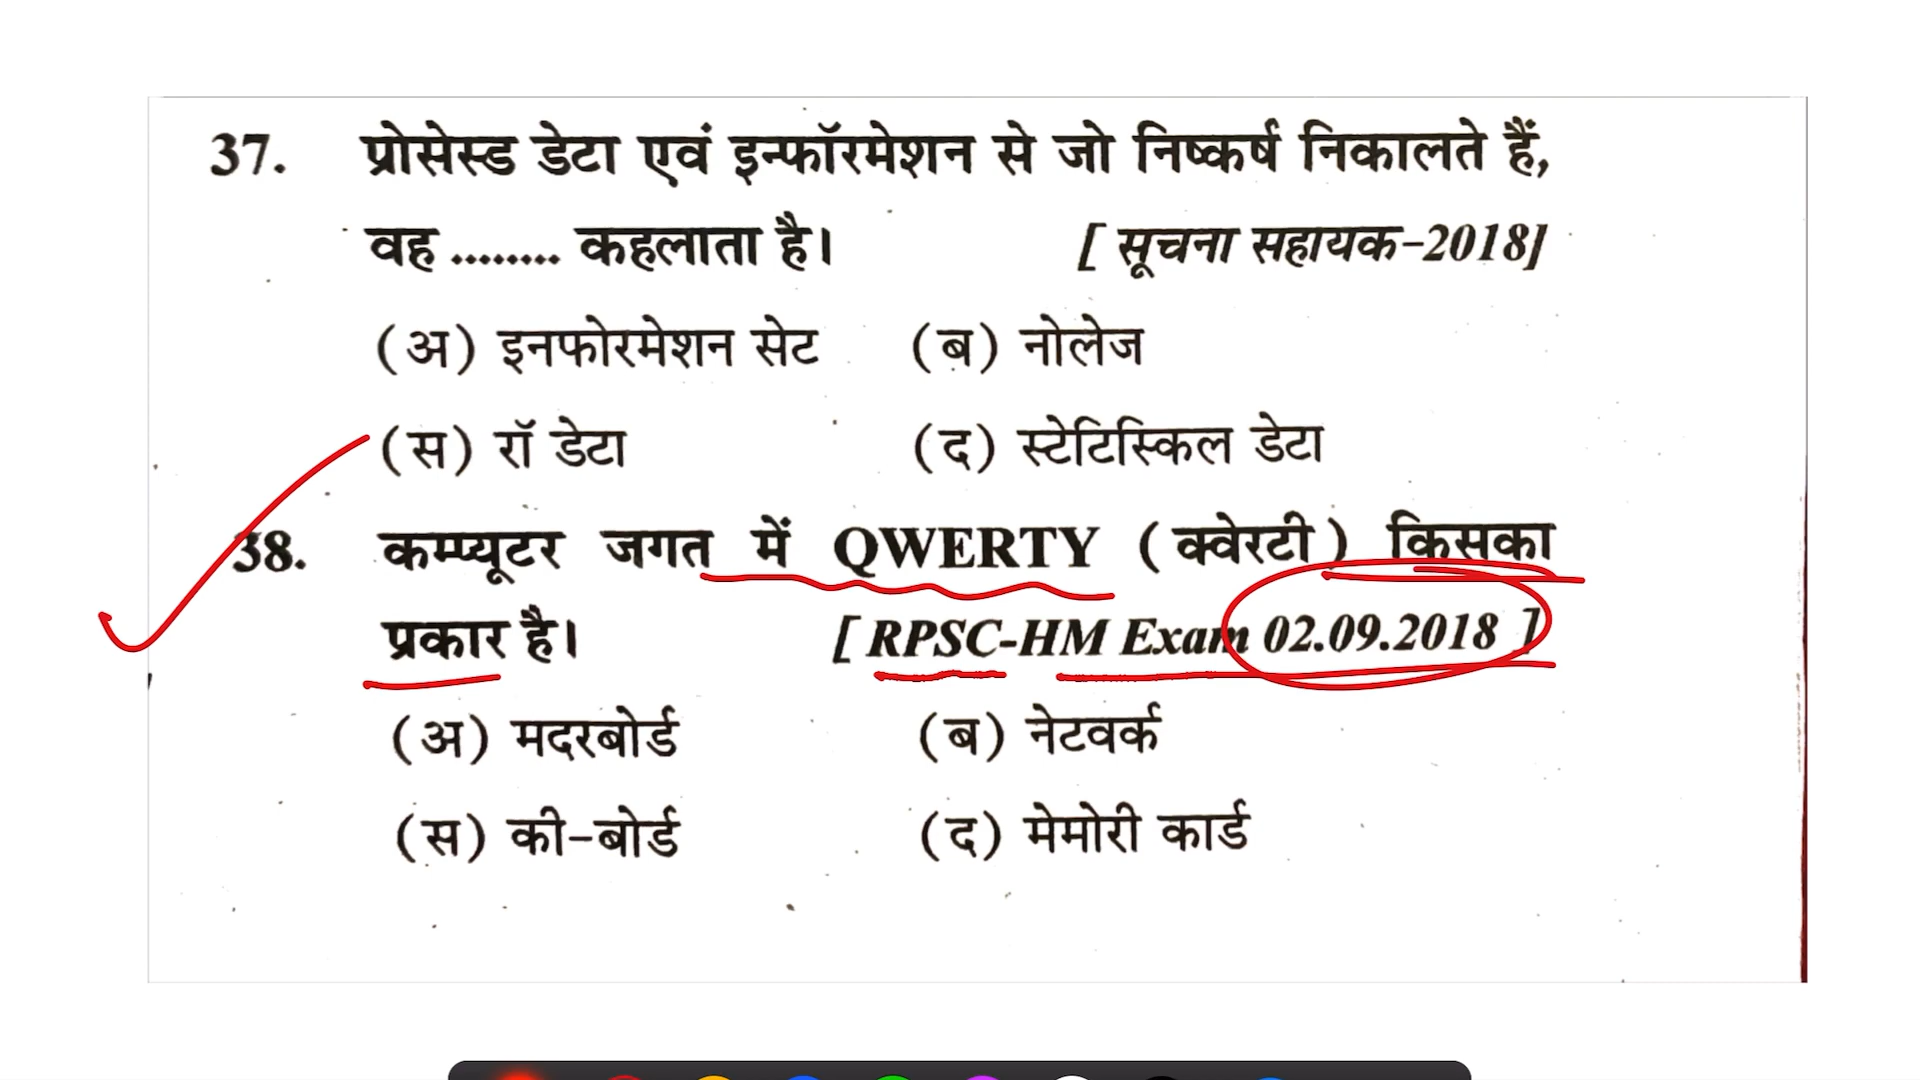 37. प्रोसेस्ड डेटा एवं इन्फॉरमेशन से जो निष्कर्ष निकालते हैं,
वह ......... कहलाता है। [ सूचना सहायक-2018]
(अ) इनफोरमेशन सेट (ब) नोलेज
(स) रॉ डेटा (द) स्टेटिस्किल डेटा
38. कम्प्यूटर जगत में QWERTY (क्वेरटी) किसका
प्रकार है। [ RPSC-HM Exam 02.09.2018 ]
(अ) मदरबोर्ड (ब) नेटवर्क
(स) की-बोर्ड (द) मेमोरी कार्ड